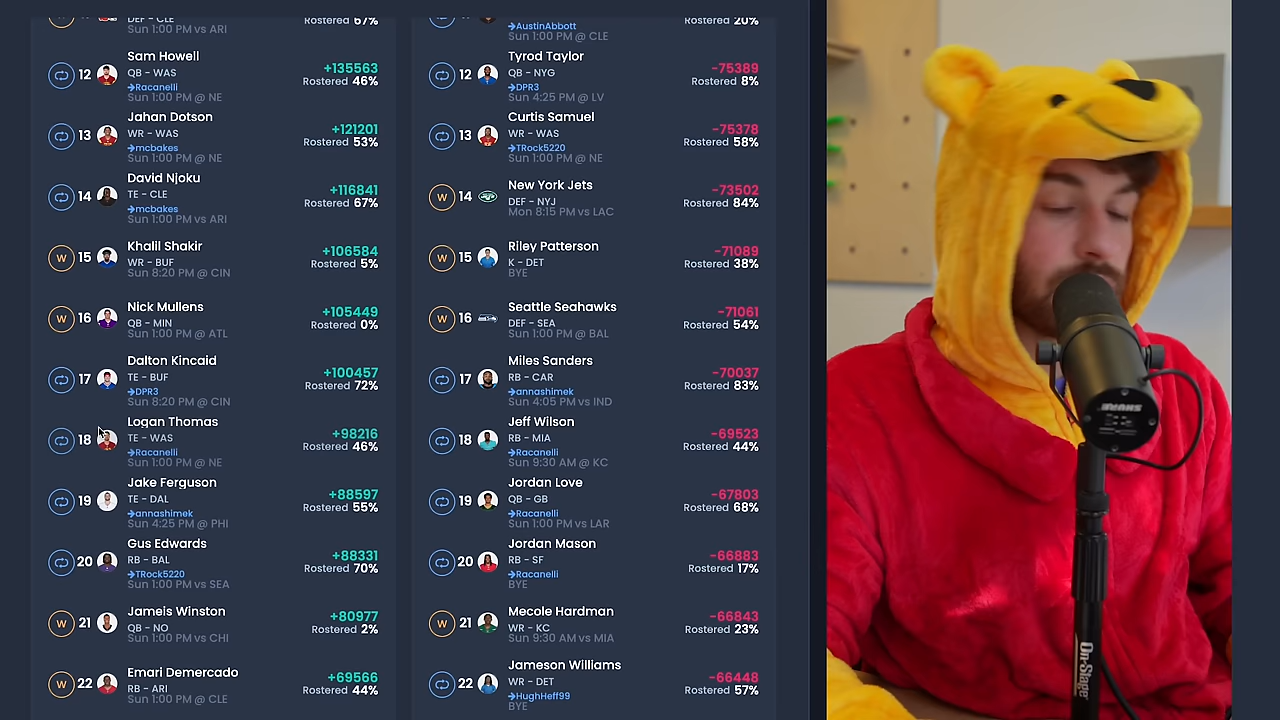 DEF - CLE
Sun 1:00 PM vs ARI
Rostered 67%
12
Sam Howell
QB - WAS
Racanelli
Sun 1:00 PM @ NE
+135563
Rostered 46%
13
Jahan Dotson
WR - WAS
mcbakes
Sun 1:00 PM @ NE
+121201
Rostered 53%
14
David Njoku
TE - CLE
mcbakes
Sun 1:00 PM vs ARI
+116841
Rostered 67%
W 15
Khalil Shakir
WR - BUF
Sun 8:20 PM @ CIN
+106584
Rostered 5%
W 16
Nick Mullens
QB - MIN
Sun 1:00 PM @ ATL
+105449
Rostered 0%
17
Dalton Kincaid
TE - BUF
DPR3
Sun 8:20 PM @ CIN
+100457
Rostered 72%
18
Logan Thomas
TE - WAS
Racanelli
Sun 1:00 PM @ NE
+98216
Rostered 46%
19
Jake Ferguson
TE - DAL
annashimek
Sun 4:25 PM @ PHI
+88597
Rostered 55%
20
Gus Edwards
RB - BAL
TRock5220
Sun 1:00 PM vs SEA
+88331
Rostered 70%
W 21
Jameis Winston
QB - NO
Sun 1:00 PM vs CHI
+80977
Rostered 2%
W 22
Emari Demercado
RB - ARI
Sun 1:00 PM @ CLE
+69566
Rostered 44%
AustinAbbott
Sun 1:00 PM @ CLE
Rostered 20%
12
Tyrod Taylor
QB - NYG
DPR3
Sun 4:25 PM @ LV
-75389
Rostered 8%
13
Curtis Samuel
WR - WAS
TRock5220
Sun 1:00 PM @ NE
-75378
Rostered 58%
W 14
New York Jets
DEF - NYJ
Mon 8:15 PM vs LAC
-73502
Rostered 84%
W 15
Riley Patterson
K - DET
BYE
-71089
Rostered 38%
W 16
Seattle Seahawks
DEF - SEA
Sun 1:00 PM @ BAL
-71061
Rostered 54%
17
Miles Sanders
RB - CAR
annashimek
Sun 4:05 PM vs IND
-70037
Rostered 83%
18
Jeff Wilson
RB - MIA
Racanelli
Sun 9:30 AM @ KC
-69523
Rostered 44%
19
Jordan Love
QB - GB
Racanelli
Sun 1:00 PM vs LAR
-67803
Rostered 68%
20
Jordan Mason
RB - SF
Racanelli
BYE
-66883
Rostered 17%
W 21
Mecole Hardman
WR - KC
Sun 9:30 AM vs MIA
-66843
Rostered 23%
22
Jameson Williams
WR - DET
HughHeff99
BYE
-66448
Rostered 57%
SHURE
On-Stage